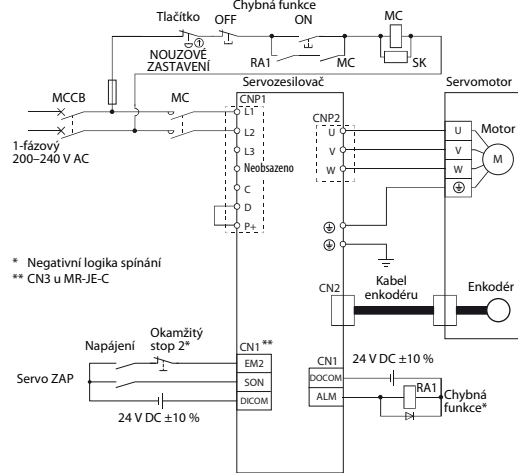 Chybná funkce
Tlačítko OFF ON MC
NOUZOVÉ
ZASTAVENÍ
RA1 MC SK
Servozesilovač
Servomotor
MCCB MC CNP1
L1
L2
L3
Neobsazeno
C
D
P+
1-fázový
200–240 V AC
CNP2
U
V
W
U
V
W
Motor
M
* Negativní logika spínání
** CN3 u MR-JE-C
CN2
Kabel
enkodéru
Enkodér
Napájení
Okamžitý
stop 2*
CN1**
EM2
SON
DICOM
Servo ZAP
24 V DC ±10 %
CN1
DOCOM
ALM
24 V DC ±10 %
RA1
Chybná
funkce*